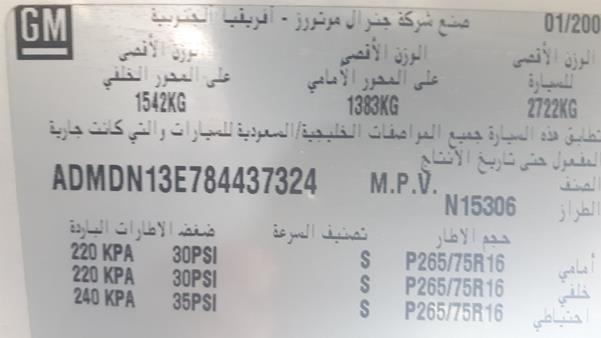 GM صنع شركة جنرال موتورز - أفريقيا الجنوبية 01/200
الوزن الأقصى الوزن الأقصى الوزن الأقصى
للسيارة على المحور الأمامي على المحور الخلفي
2722KG 1383KG 1542KG
تطابق هذه السيارة جميع المواصفات الخليجية/السعودية للسيارات والتي كانت جارية
المفعول حتى تاريخ الانتاج
الصنف M.P.V. ADMDN13E784437324
الطراز N15306
حجم الاطار تصنيف السرعة ضغط الاطارات الباردة
أمامي P265/75R16 S 30PSI 220 KPA
خلفي P265/75R16 S 30PSI 220 KPA
احتياطي P265/75R16 S 35PSI 240 KPA